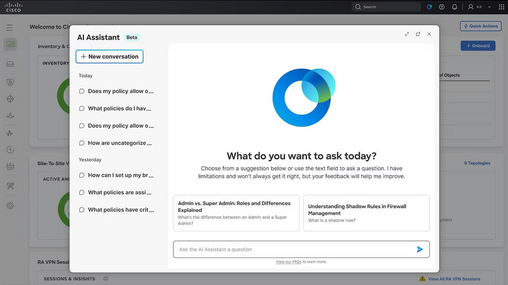 cisco
Search
Welcome to Ci
Quick Actions
AI Assistant Beta
+ New conversation
Today
Does my policy allow o...
What policies do I hav...
Does my policy allow o...
How are uncategorize...
Yesterday
How can I set up my br...
What policies are assi...
What policies have crit...
What do you want to ask today?
Choose from a suggestion below or use the text field to ask a question. I have
limitations and won't always get it right, but your feedback will help me improve.
Admin vs. Super Admin: Roles and Differences
Explained
What's the difference between an Admin and a Super
Admin?
Understanding Shadow Rules in Firewall
Management
What is a shadow rule?
Ask the AI Assistant a question
View our FAQs to learn more.
Inventory & C
INVENTOR
+ Onboard
of Objects
Site-To-Site V
9 Topologies
ACTIVE AN
RA VPN Sessions
SESSIONS & INSIGHTS
View All RA VPN Sessions